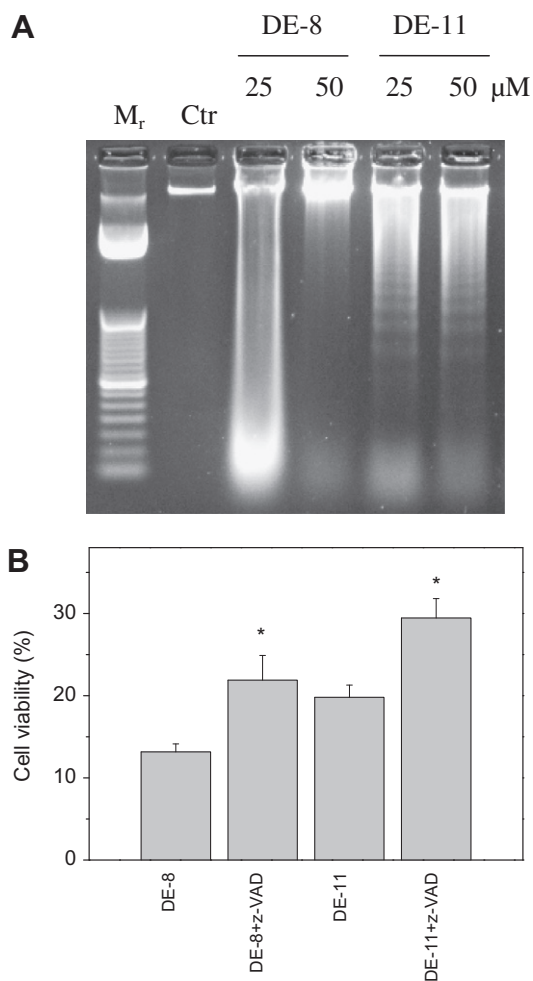 A
DE-8 DE-11
25 50 25 50 μM
Mr Ctr
B
Cell viability (%)
30
20
10
0
*
*
DE-8
DE-8+z-VAD
DE-11
DE-11+z-VAD